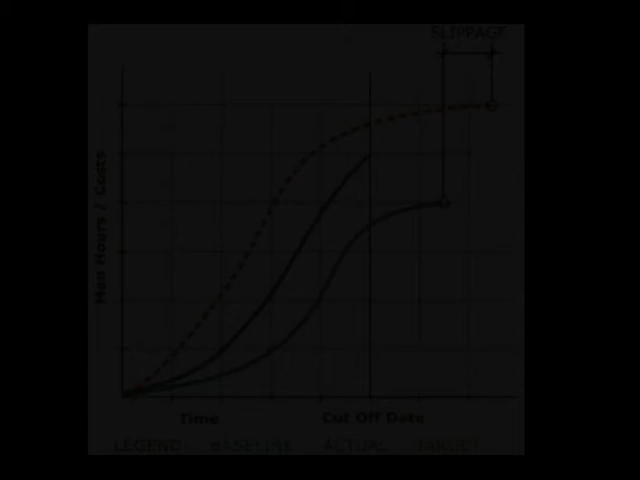 SLIPPAGE
Man Hours / Costs
Time
Cut Off Date
LEGEND: BASELINE ACTUAL TARGET